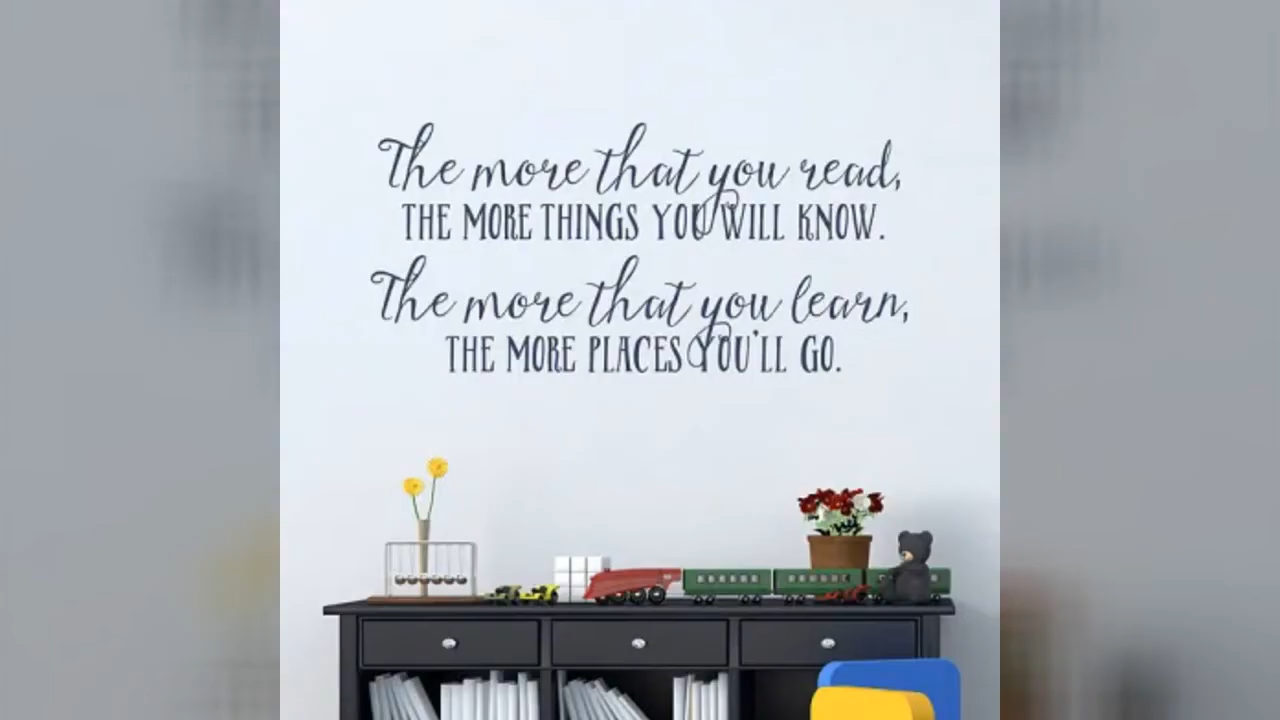 The more that you read,
THE MORE THINGS YOU WILL KNOW.
The more that you learn,
THE MORE PLACES YOU'LL GO.